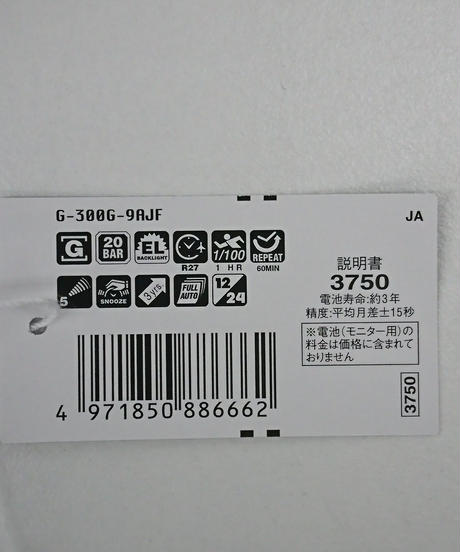 G-300G-9AJF
JA
G
20
BAR
EL
BACKLIGHT
R27
1/100
1 HR
REPEAT
60MIN
5
SNOOZE
3yrs.
FULL
AUTO
12
24
説明書
3750
電池寿命:約3年
精度:平均月差±15秒
※電池(モニター用)の
料金は価格に含まれて
おりません
3750
4 971850 886662